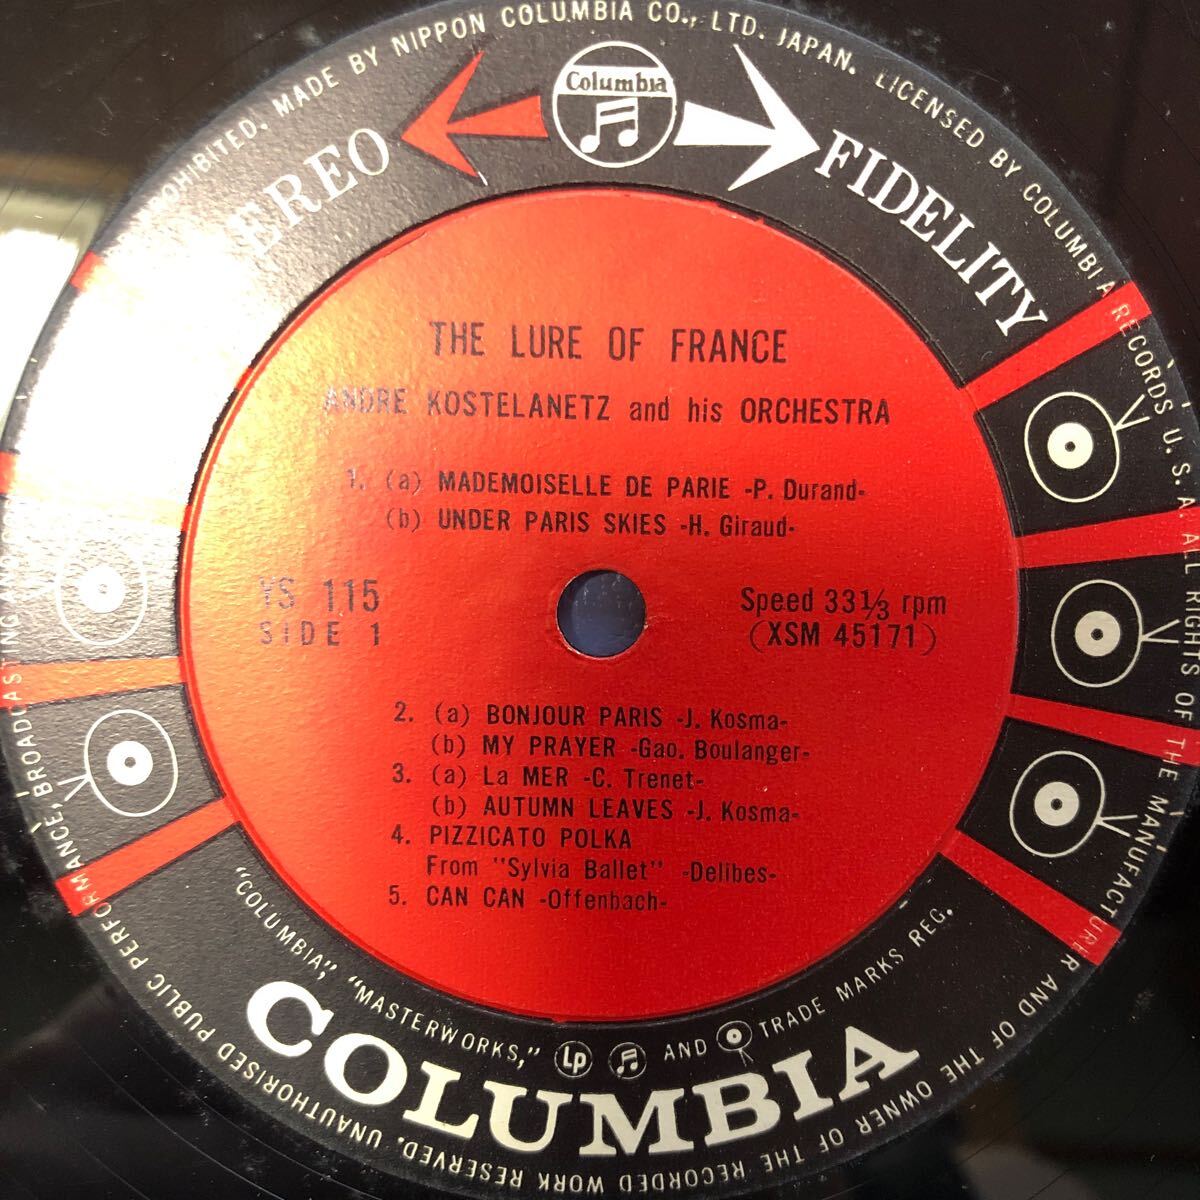 MADE BY NIPPON COLUMBIA CO., LTD. JAPAN. LICENSED BY COLUMBIA RECORDS U. S. A. ALL RIGHTS OF THE MANUFACTURER AND OF THE OWNER OF THE RECORDED WORK RESERVED. UNAUTHORISED PUBLIC PERFORMANCE, BROADCASTING AND
OHIBITED.
Columbia
EREO
FIDELITY
THE LURE OF FRANCE
ANDRE KOSTELANETZ and his ORCHESTRA
1. (a) MADEMOISELLE DE PARIE -P. Durand-
(b) UNDER PARIS SKIES -H. Giraud-
YS 115
SIDE 1
Speed 33⅓ rpm
(XSM 45171)
2. (a) BONJOUR PARIS -J. Kosma-
(b) MY PRAYER -Gao. Boulanger-
3. (a) La MER -C. Trenet-
(b) AUTUMN LEAVES -J. Kosma-
4. PIZZICATO POLKA
From "Sylvia Ballet" -Delibes-
5. CAN CAN -Offenbach-
"COLUMBIA," "MASTERWORKS," Lp AND TRADE MARKS REG.
COLUMBIA